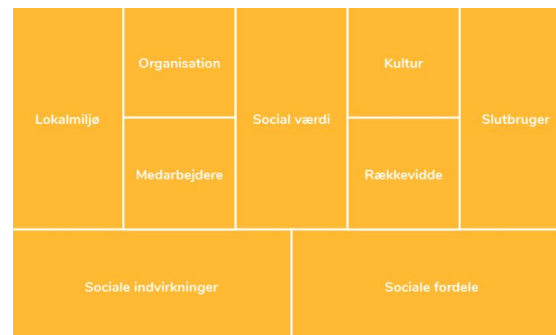 Lokalmiljø
Organisation
Medarbejdere
Social værdi
Kultur
Rækkevidde
Slutbruger
Sociale indvirkninger
Sociale fordele